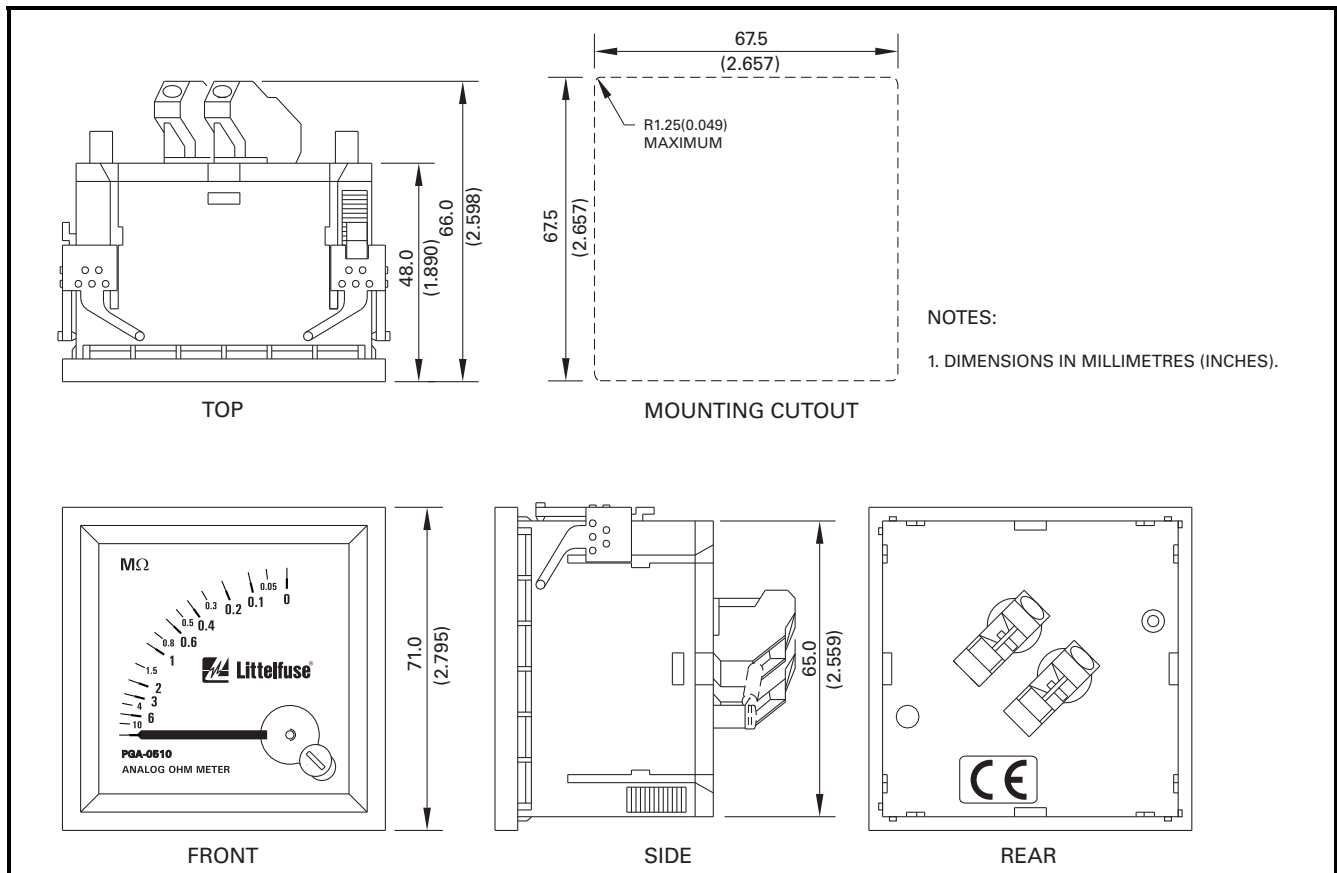 67.5
(2.657)
R1.25(0.049)
MAXIMUM
67.5
(2.657)
48.0
(1.890)
66.0
(2.598)
NOTES:
1. DIMENSIONS IN MILLIMETRES (INCHES).
TOP
MOUNTING CUTOUT
MΩ
0.3 0.2 0.1 0.05 0
0.5 0.4
0.8 0.6
1
1.5
2
3
4
6
10
Littelfuse®
PGA-0510
ANALOG OHM METER
71.0
(2.795)
65.0
(2.559)
CE
FRONT
SIDE
REAR